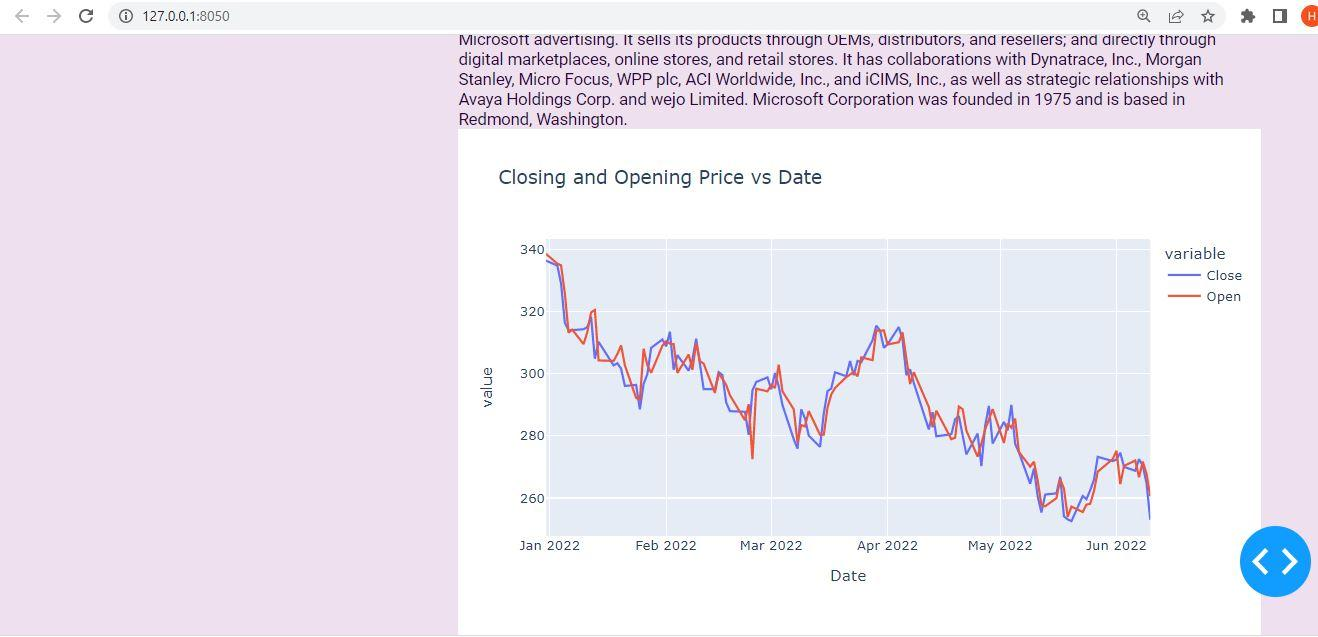 127.0.0.1:8050
H
Microsoft advertising. It sells its products through OEMs, distributors, and resellers; and directly through
digital marketplaces, online stores, and retail stores. It has collaborations with Dynatrace, Inc., Morgan
Stanley, Micro Focus, WPP plc, ACI Worldwide, Inc., and iCIMS, Inc., as well as strategic relationships with
Avaya Holdings Corp. and wejo Limited. Microsoft Corporation was founded in 1975 and is based in
Redmond, Washington.
Closing and Opening Price vs Date
340
320
300
280
260
value
variable
Close
Open
Jan 2022 Feb 2022 Mar 2022 Apr 2022 May 2022 Jun 2022
Date